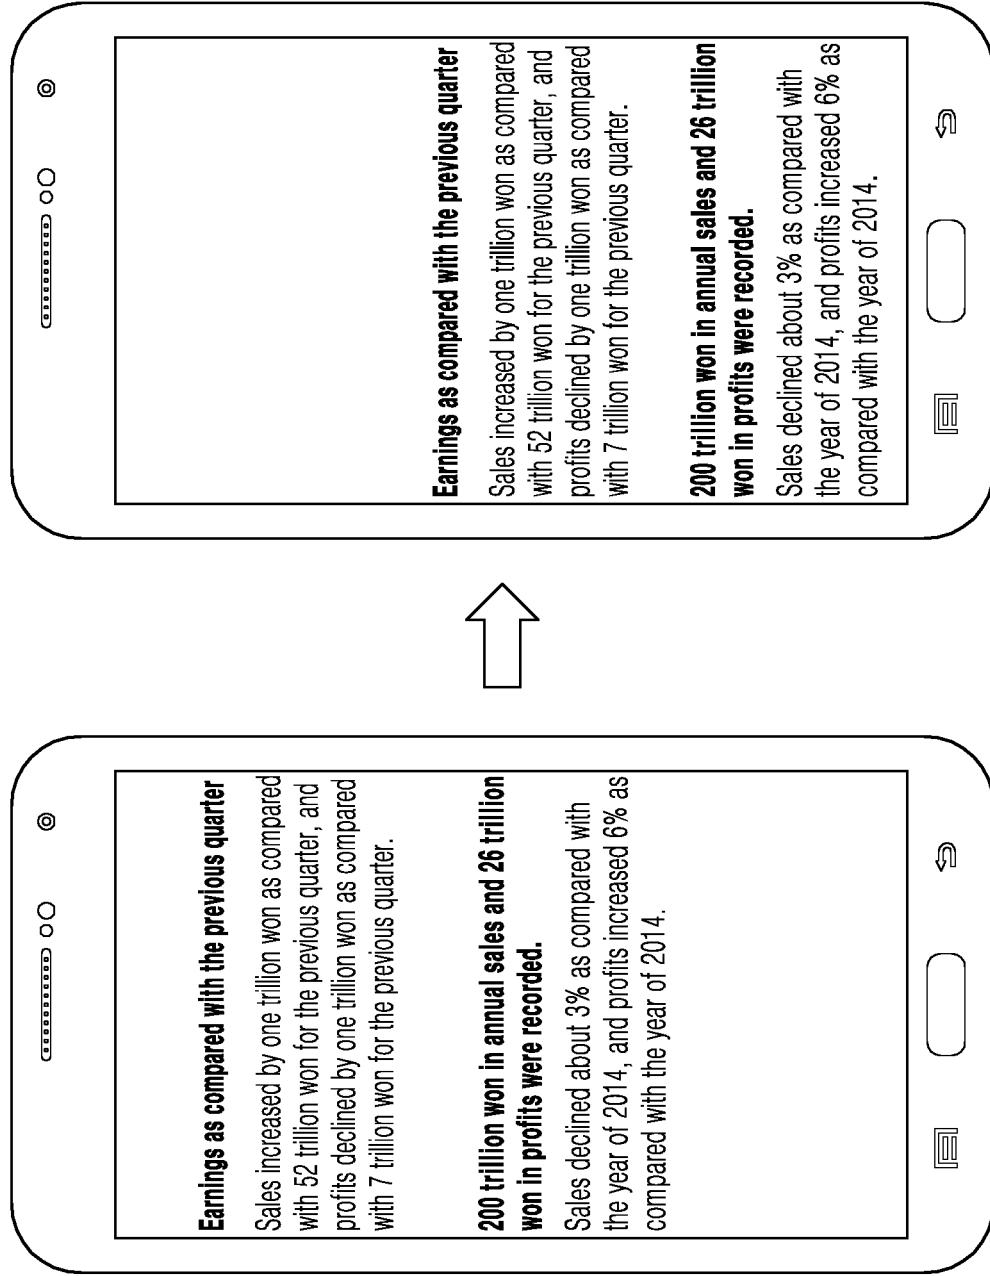 Earnings as compared with the previous quarter
Sales increased by one trillion won as compared
with 52 trillion won for the previous quarter, and
profits declined by one trillion won as compared
with 7 trillion won for the previous quarter.
200 trillion won in annual sales and 26 trillion
won in profits were recorded.
Sales declined about 3% as compared with
the year of 2014, and profits increased 6% as
compared with the year of 2014.
Earnings as compared with the previous quarter
Sales increased by one trillion won as compared
with 52 trillion won for the previous quarter, and
profits declined by one trillion won as compared
with 7 trillion won for the previous quarter.
200 trillion won in annual sales and 26 trillion
won in profits were recorded.
Sales declined about 3% as compared with
the year of 2014, and profits increased 6% as
compared with the year of 2014.